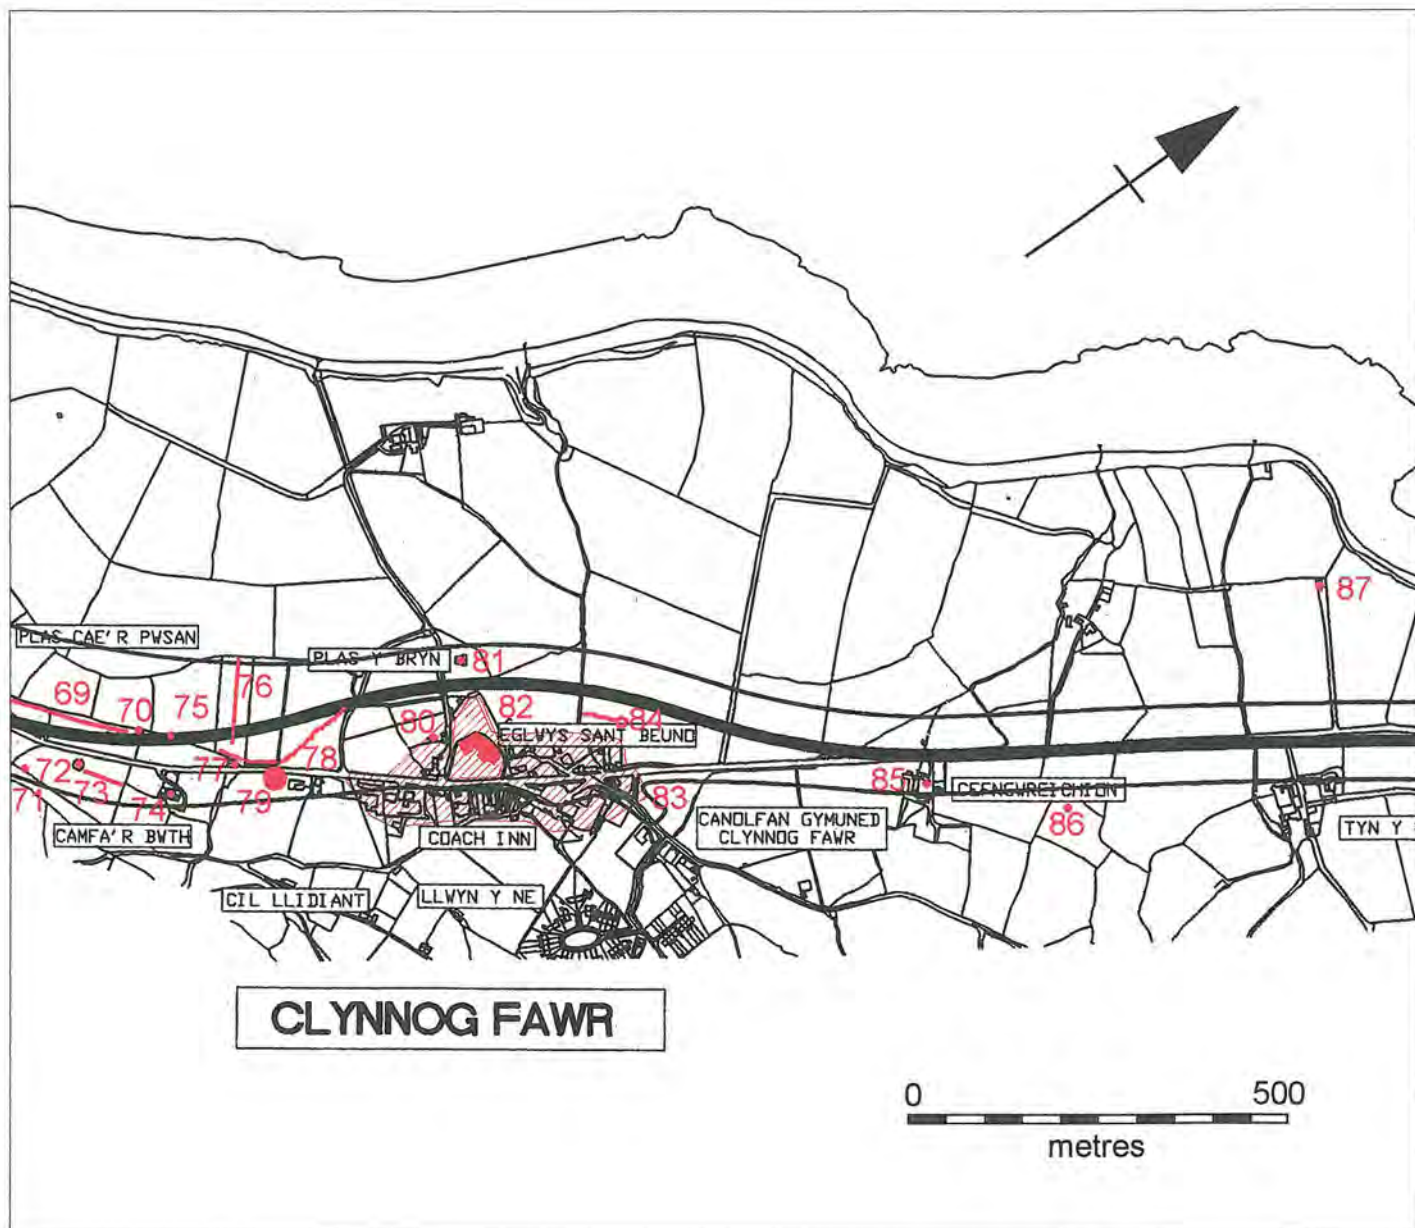 87
PLAS CAE'R PWSAN
PLAS Y BRYN
81
76
69
70
75
80
82
84
EGLWYS SANT BEUNO
78
77
72
71
73
74
79
85
CEFNGWREICHION
83
86
CAMFA'R BWTH
COACH INN
CANOLFAN GYMUNED
CLYNNOG FAWR
TYN Y
CIL LLIDIANT
LLWYN Y NE
CLYNNOG FAWR
0 500
metres